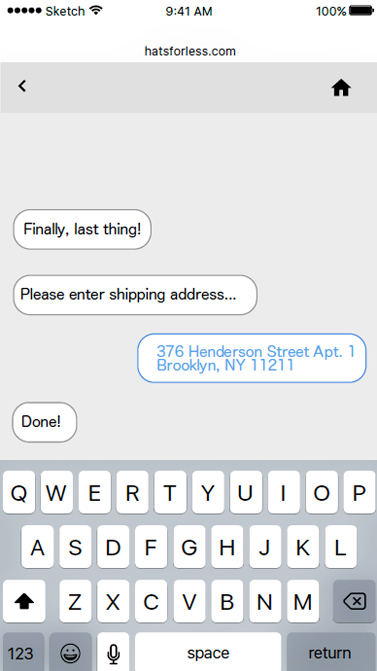 Sketch 9:41 AM 100%
hatsforless.com
Finally, last thing!
Please enter shipping address...
376 Henderson Street Apt. 1
Brooklyn, NY 11211
Done!
Q W E R T Y U I O P
A S D F G H J K L
Z X C V B N M
123 space return